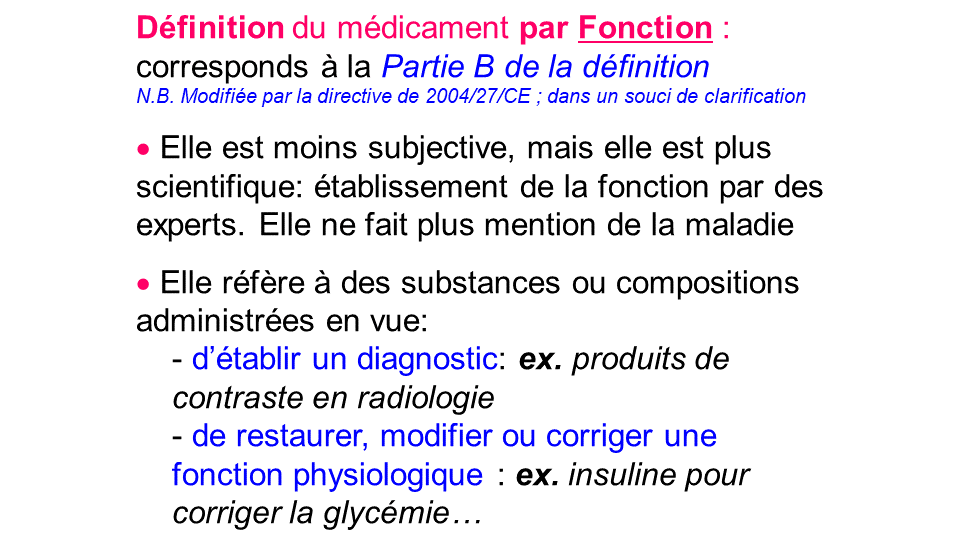 Définition du médicament par Fonction :
corresponds à la Partie B de la définition
N.B. Modifiée par la directive de 2004/27/CE ; dans un souci de clarification
• Elle est moins subjective, mais elle est plus
scientifique: établissement de la fonction par des
experts. Elle ne fait plus mention de la maladie
• Elle réfère à des substances ou compositions
administrées en vue:
- d’établir un diagnostic: ex. produits de
contraste en radiologie
- de restaurer, modifier ou corriger une
fonction physiologique : ex. insuline pour
corriger la glycémie…